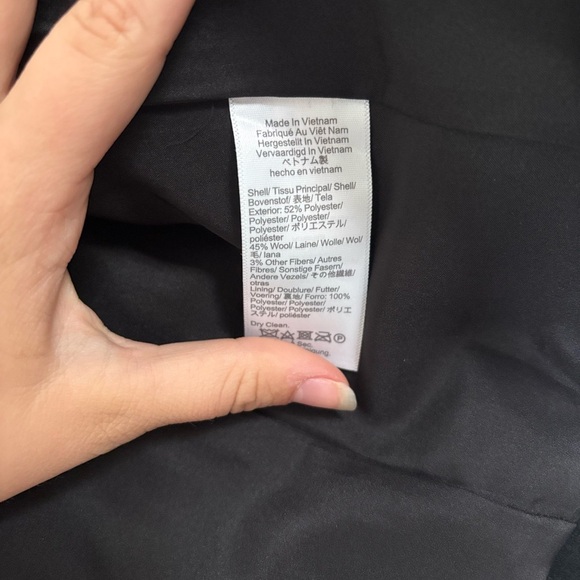 Made In Vietnam
Fabriqué Au Viêt Nam
Hergestellt In Vietnam
Vervaardigd In Vietnam
ベトナム製
hecho en vietnam
Shell/ Tissu Principal/ Shell/
Bovenstof/ 表地/ Tela
Exterior: 52% Polyester/
Polyester/ Polyester/
Polyester/ ポリエステル/
poliéster
45% Wool/ Laine/ Wolle/ Wol/
毛/ lana
3% Other Fibers/ Autres
Fibres/ Sonstige Fasern/
Andere Vezels/ その他繊維/
otras
Lining/ Doublure/ Futter/
Voering/ 裏地/ Forro: 100%
Polyester/ Polyester/
Polyester/ Polyester/ ポリエ
ステル/ poliéster
Dry Clean.
P
Sec.